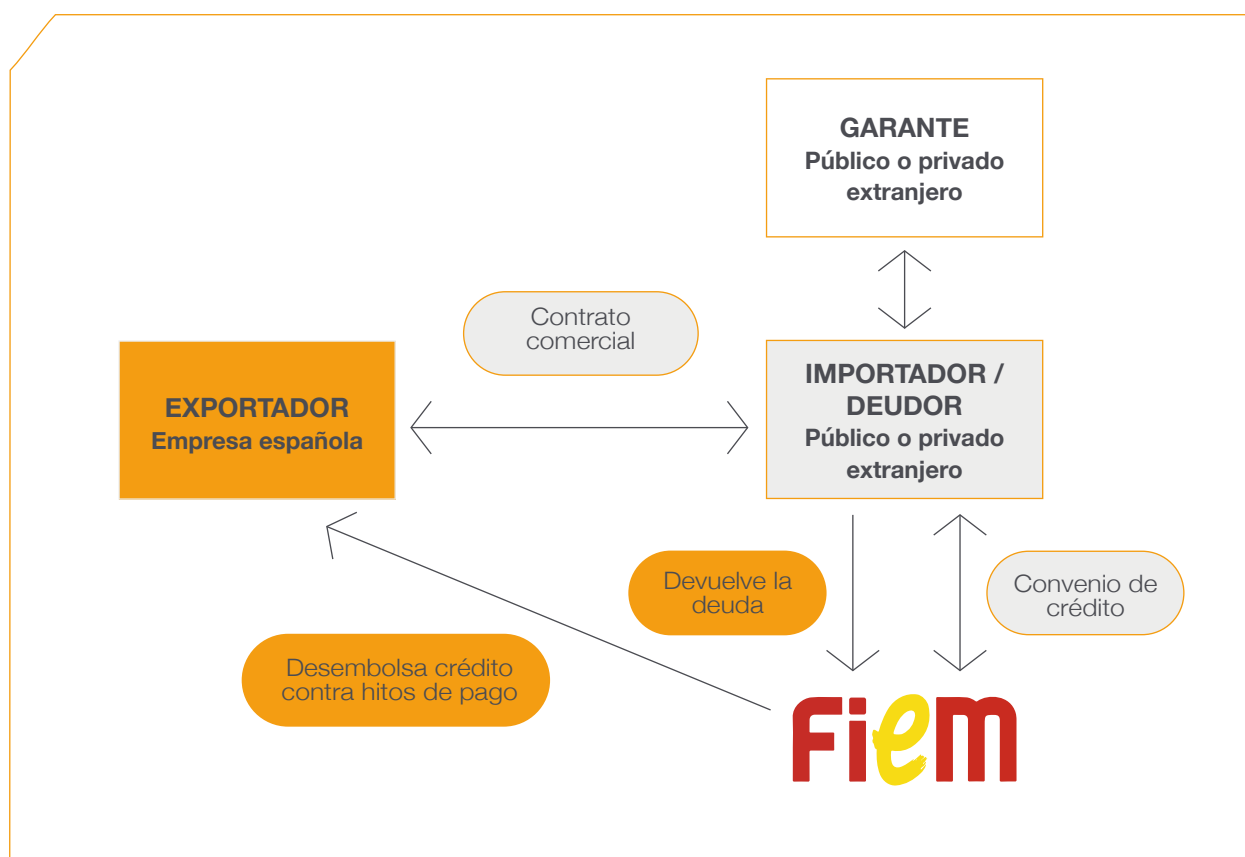 GARANTE
Público o privado
extranjero
Contrato
comercial
EXPORTADOR
Empresa española
IMPORTADOR /
DEUDOR
Público o privado
extranjero
Devuelve la
deuda
Convenio de
crédito
Desembolsa crédito
contra hitos de pago
Fiem